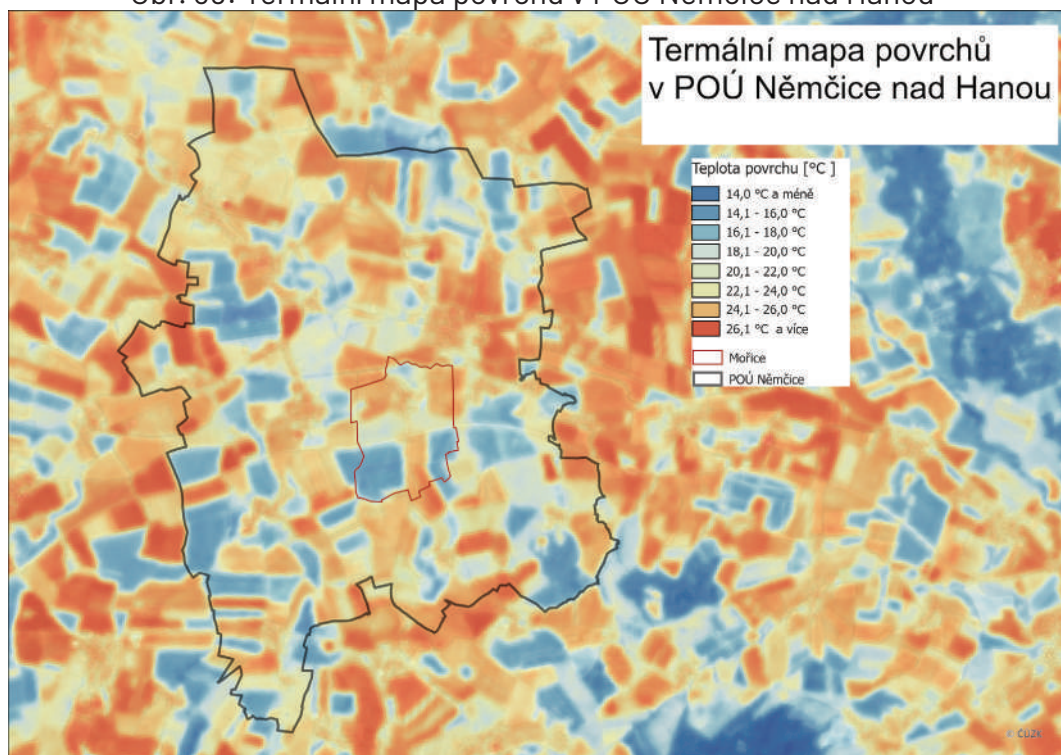 Termální mapa povrchů
v POÚ Němčice nad Hanou
Teplota povrchu [°C ]
14,0 °C a méně
14,1 - 16,0 °C
16,1 - 18,0 °C
18,1 - 20,0 °C
20,1 - 22,0 °C
22,1 - 24,0 °C
24,1 - 26,0 °C
26,1 °C a více
Mořice
POÚ Němčice
© ČÚZK